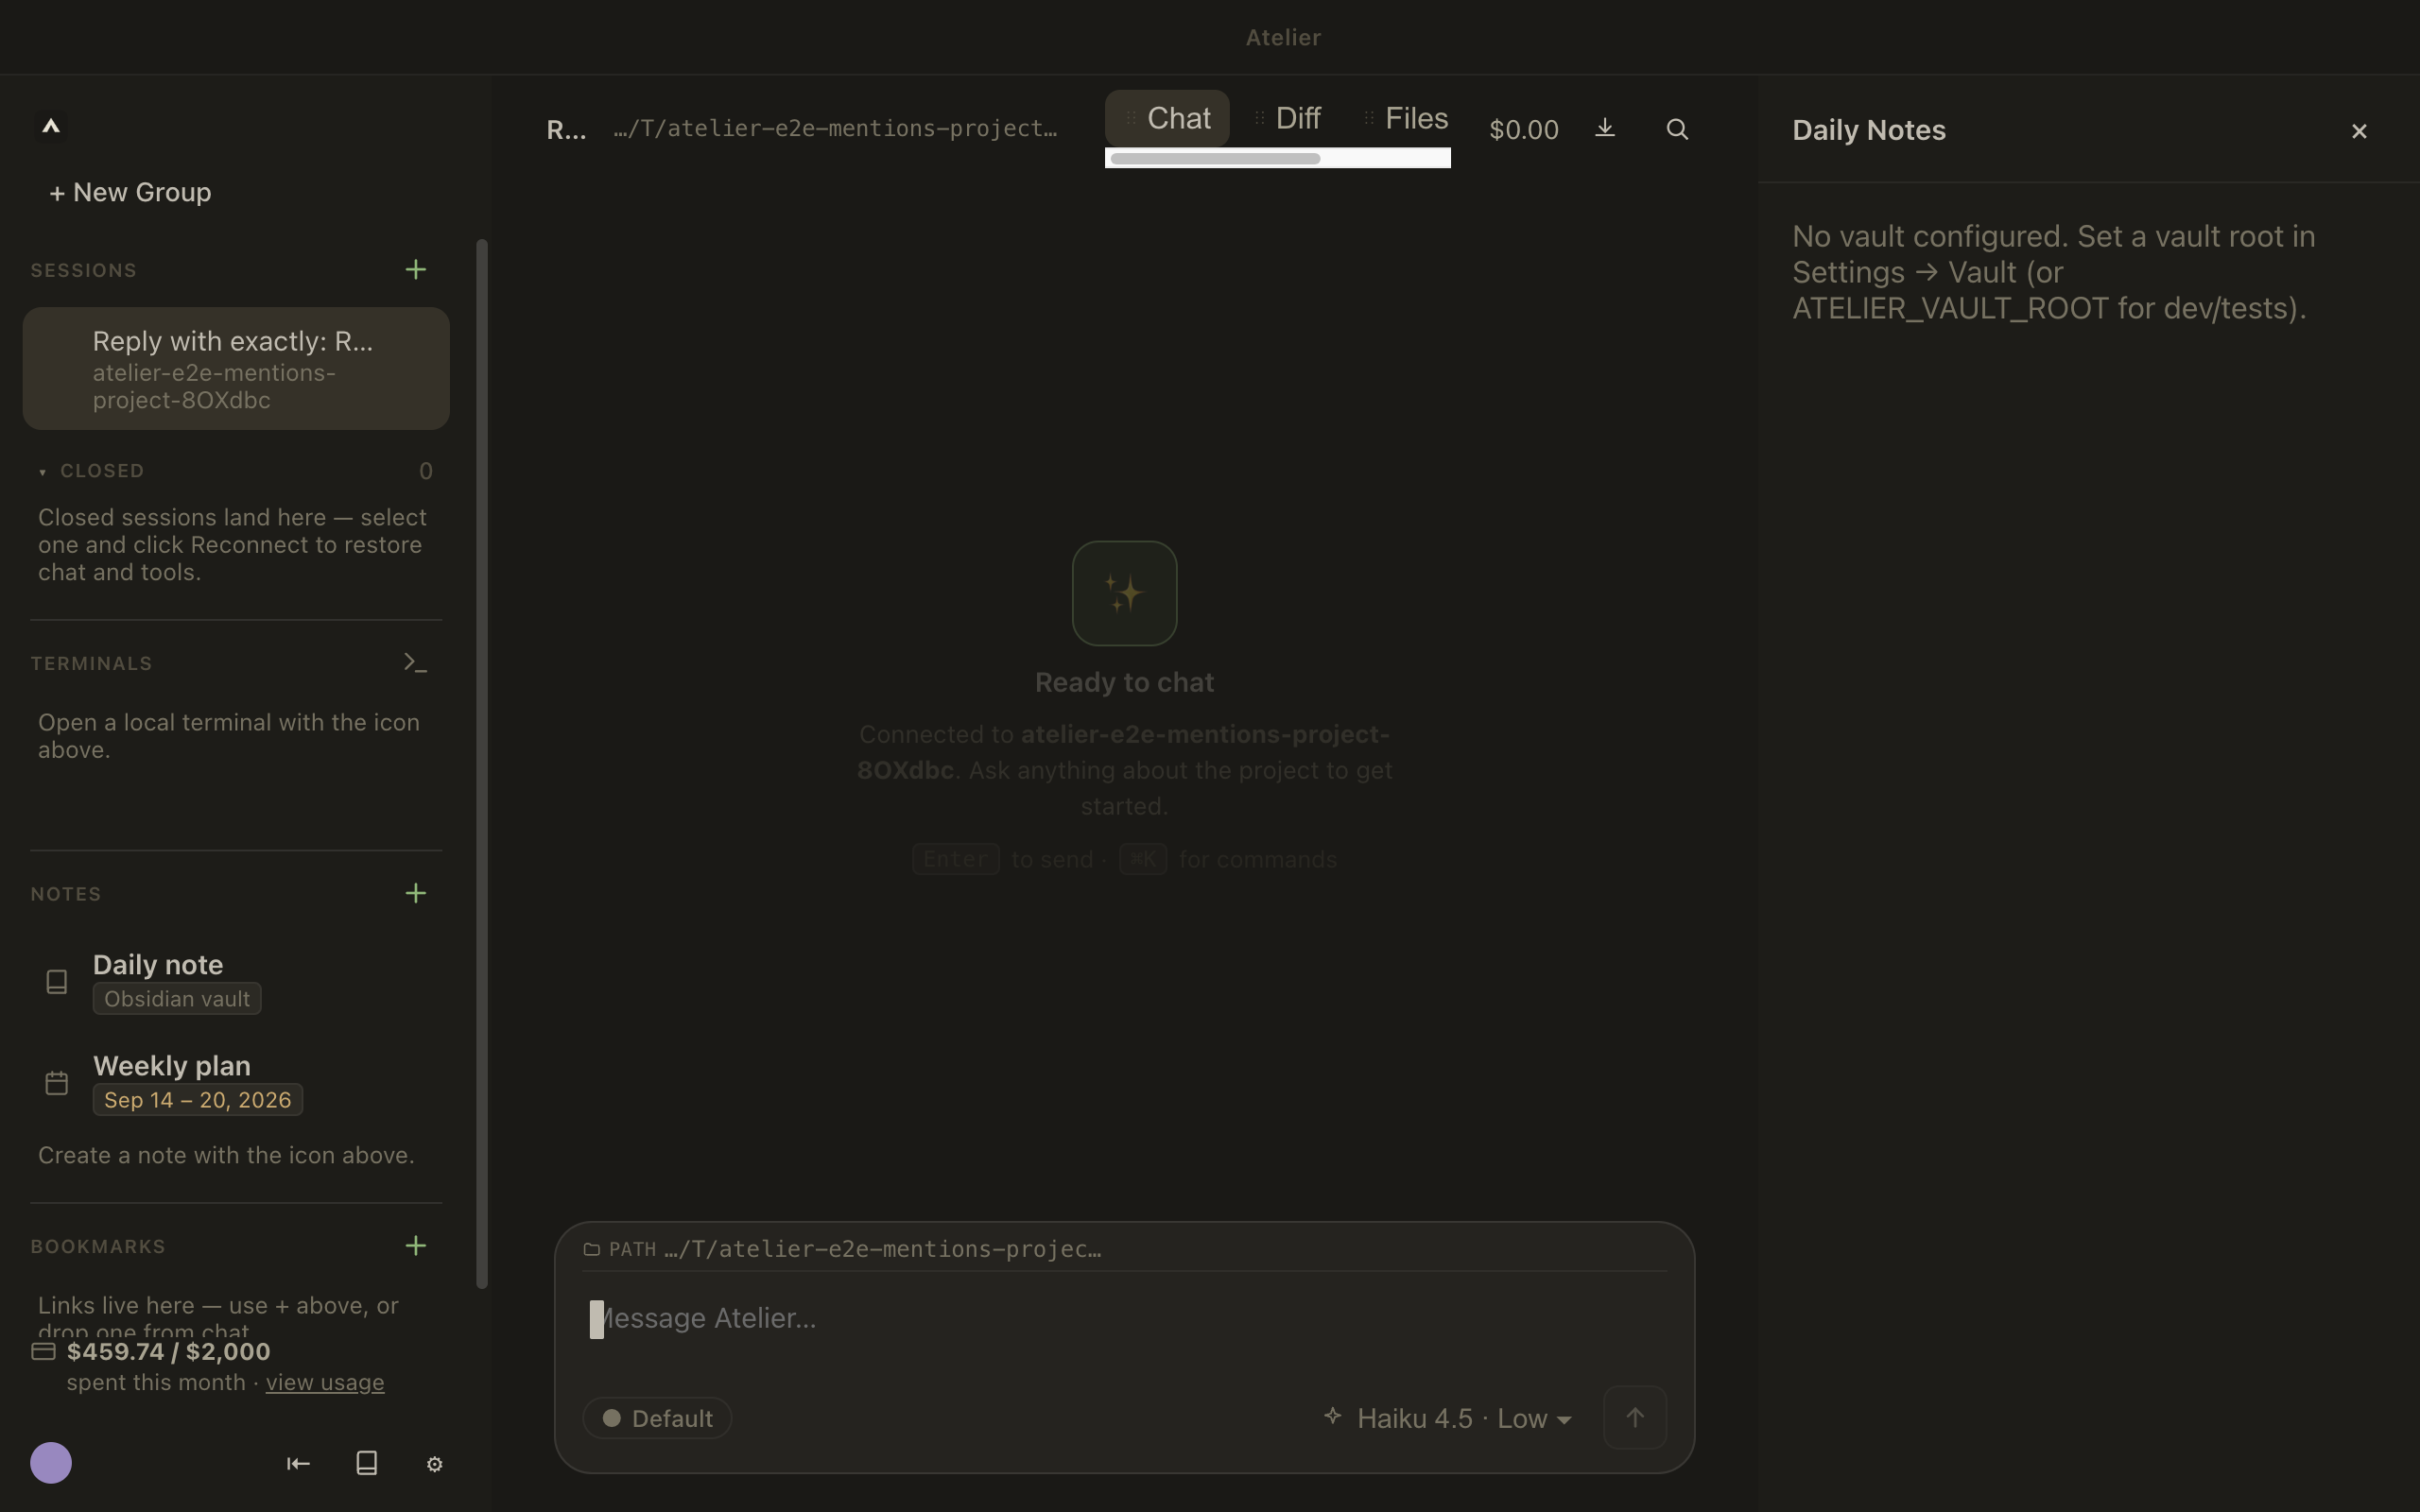 Atelier
+ New Group
SESSIONS
Reply with exactly: R...
atelier-e2e-mentions-
project-8OXdbc
CLOSED 0
Closed sessions land here — select
one and click Reconnect to restore
chat and tools.
TERMINALS
Open a local terminal with the icon
above.
NOTES
Daily note
Obsidian vault
Weekly plan
Sep 14 – 20, 2026
Create a note with the icon above.
BOOKMARKS
Links live here — use + above, or
drop one from chat
$459.74 / $2,000
spent this month · view usage
R... …/T/atelier-e2e-mentions-project…
Chat Diff Files $0.00
Ready to chat
Connected to atelier-e2e-mentions-project-
8OXdbc. Ask anything about the project to get
started.
Enter to send · ⌘K for commands
PATH …/T/atelier-e2e-mentions-projec…
Message Atelier...
Default
Haiku 4.5 · Low
Daily Notes
No vault configured. Set a vault root in
Settings → Vault (or
ATELIER_VAULT_ROOT for dev/tests).